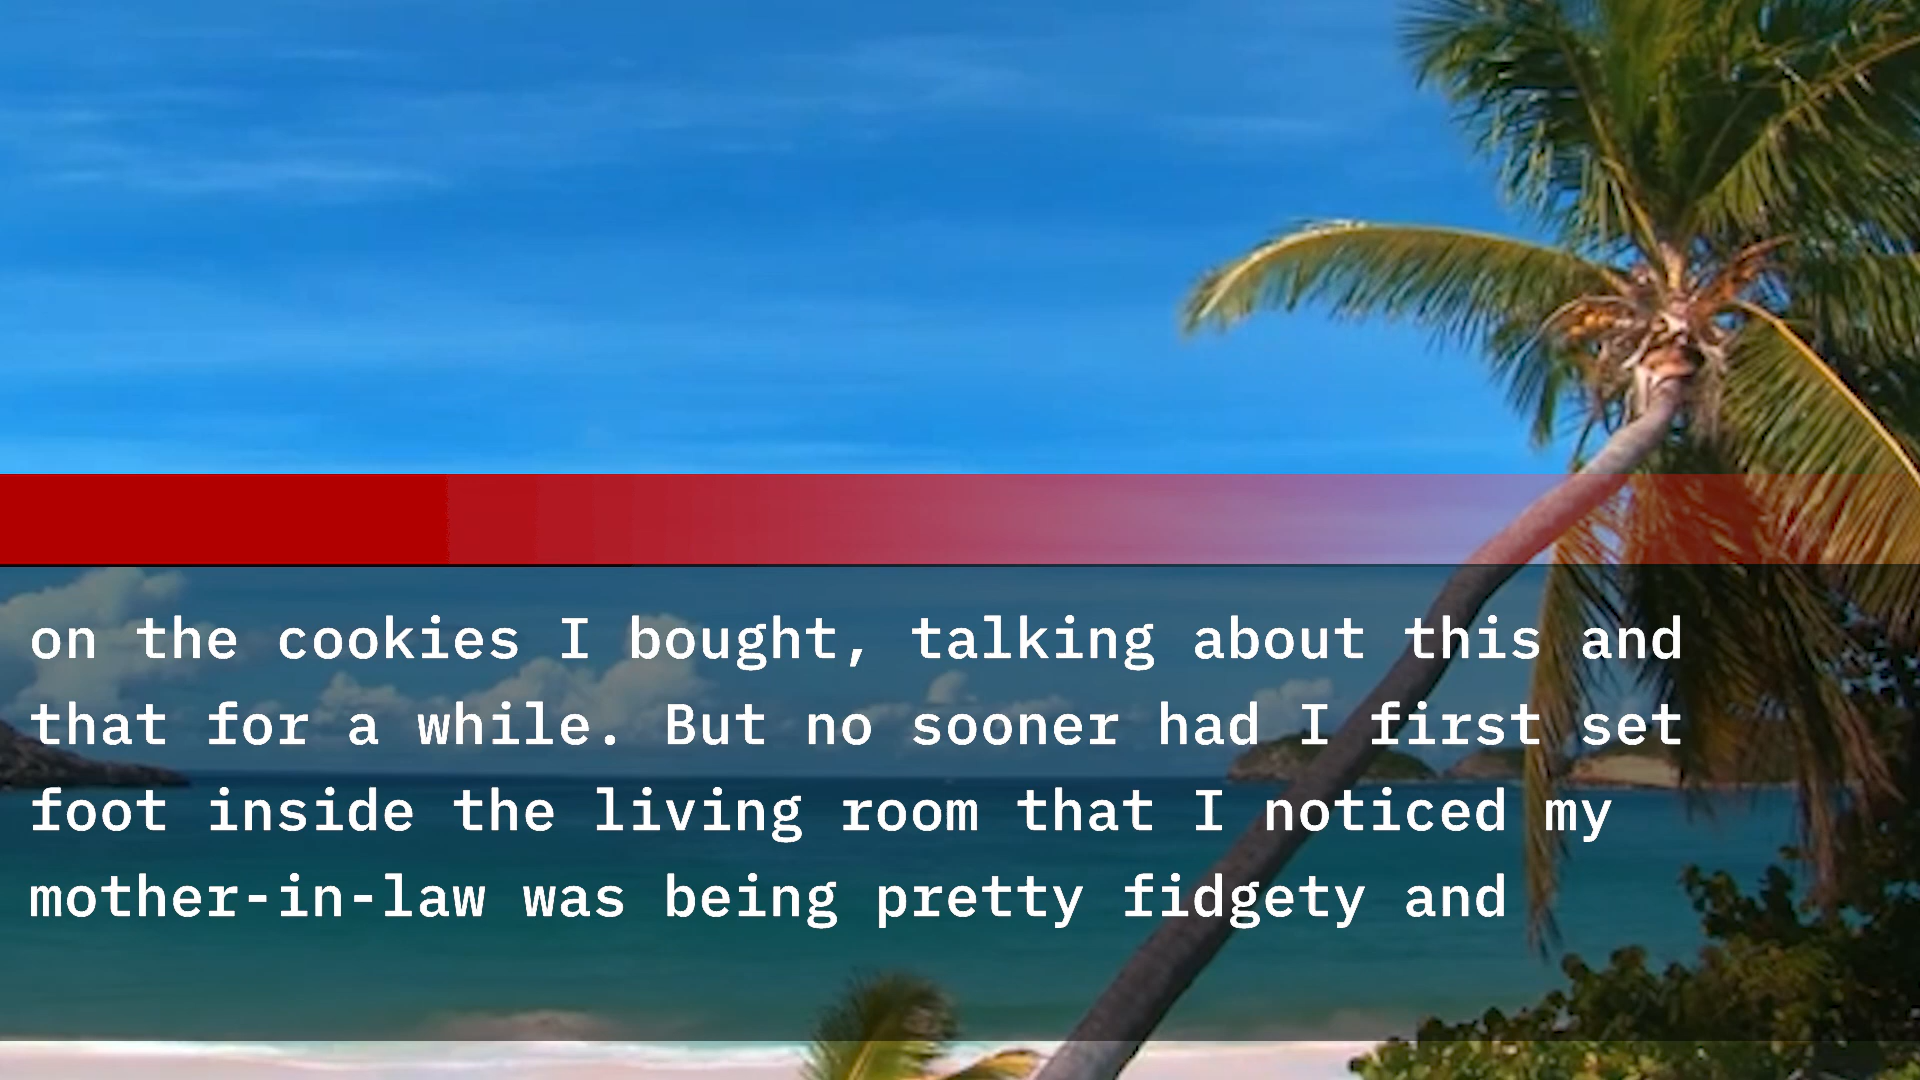 on the cookies I bought, talking about this and
that for a while. But no sooner had I first set
foot inside the living room that I noticed my
mother-in-law was being pretty fidgety and